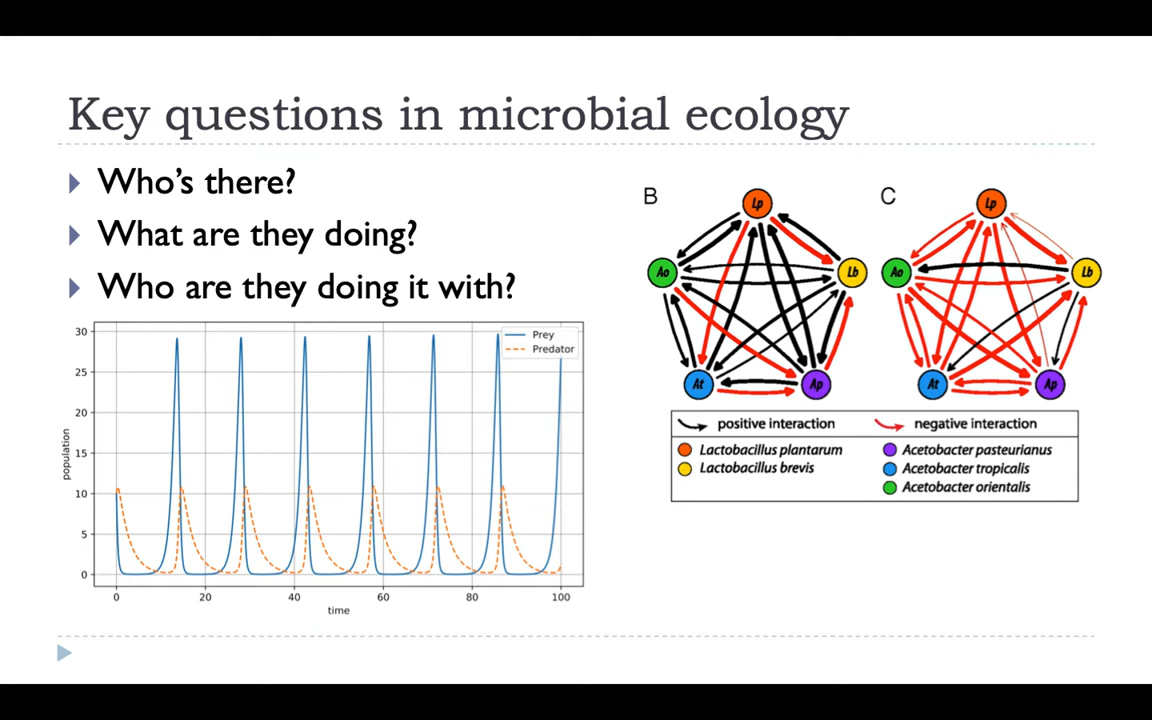 Key questions in microbial ecology
Who's there?
What are they doing?
Who are they doing it with?
30
25
20
15
10
5
0
population
0 20 40 60 80 100
time
Prey
Predator
B
Lp
Ao
Lb
At
Ap
C
Lp
Ao
Lb
At
Ap
positive interaction
negative interaction
Lactobacillus plantarum
Lactobacillus brevis
Acetobacter pasteurianus
Acetobacter tropicalis
Acetobacter orientalis